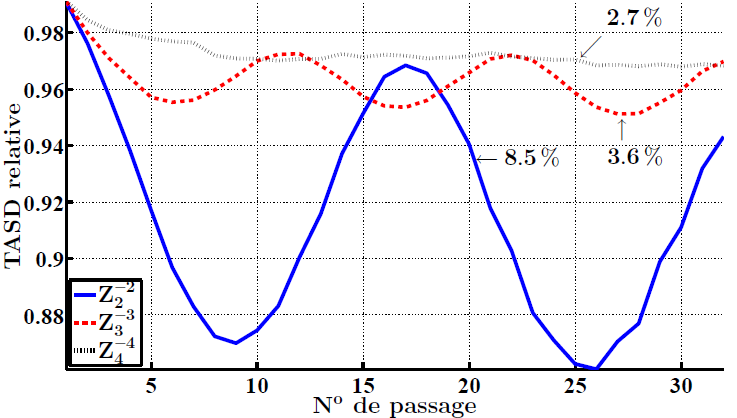 2.7 %
8.5 %
3.6 %
TASD relative
0.98
0.96
0.94
0.92
0.9
0.88
Z₂⁻²
Z₃⁻³
Z₄⁻⁴
5 10 15 20 25 30
Nº de passage